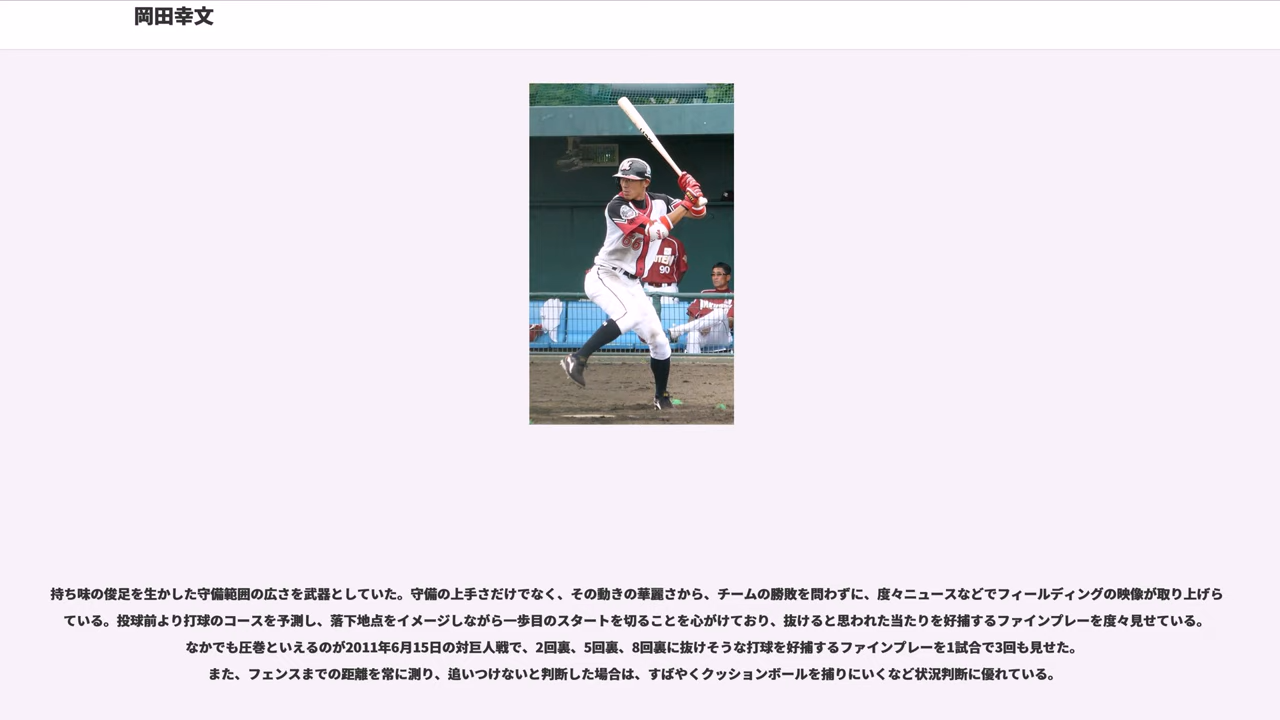 岡田幸文
66
90
持ち味の俊足を生かした守備範囲の広さを武器としていた。守備の上手さだけでなく、その動きの華麗さから、チームの勝敗を問わずに、度々ニュースなどでフィールディングの映像が取り上げら
ている。投球前より打球のコースを予測し、落下地点をイメージしながら一歩目のスタートを切ることを心がけており、抜けると思われた当たりを好捕するファインプレーを度々見せている。
なかでも圧巻といえるのが2011年6月15日の対巨人戦で、2回裏、5回裏、8回裏に抜けそうな打球を好捕するファインプレーを1試合で3回も見せた。
また、フェンスまでの距離を常に測り、追いつけないと判断した場合は、すばやくクッションボールを捕りにいくなど状況判断に優れている。